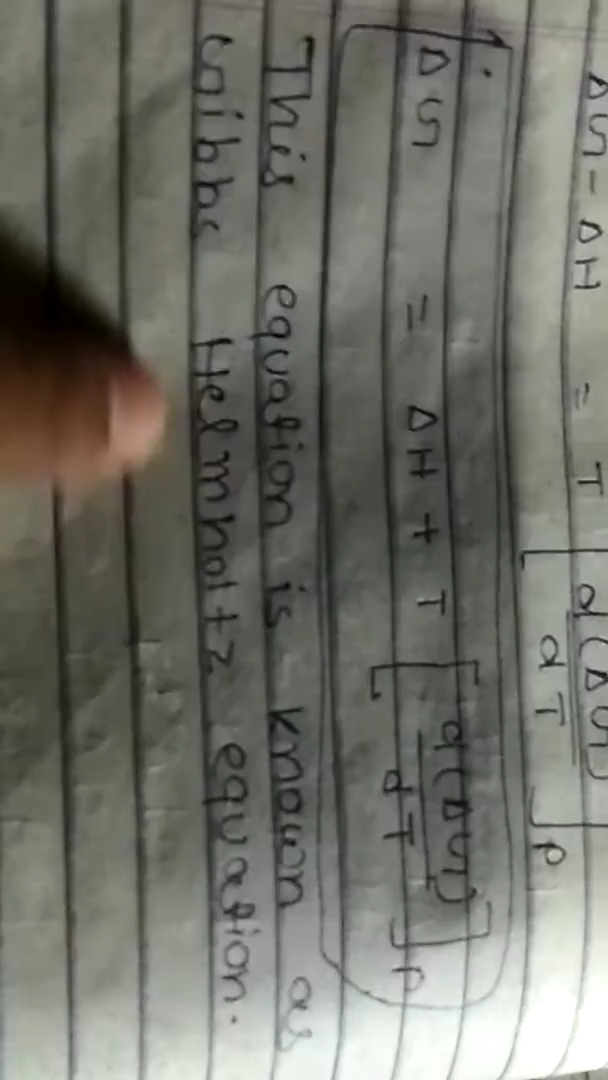 ΔG - ΔH = T [d(ΔG)/dT]P
ΔG = ΔH + T [d(ΔG)/dT]P
This equation is known as
Gibbs Helmholtz equation.